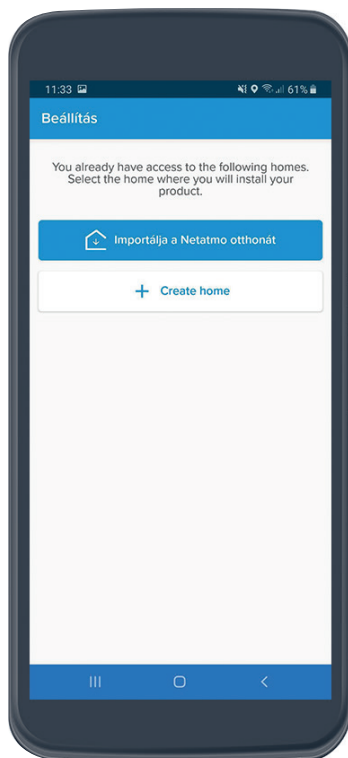 11:33 61%
Beállítás
You already have access to the following homes.
Select the home where you will install your
product.
Importálja a Netatmo otthonát
+ Create home